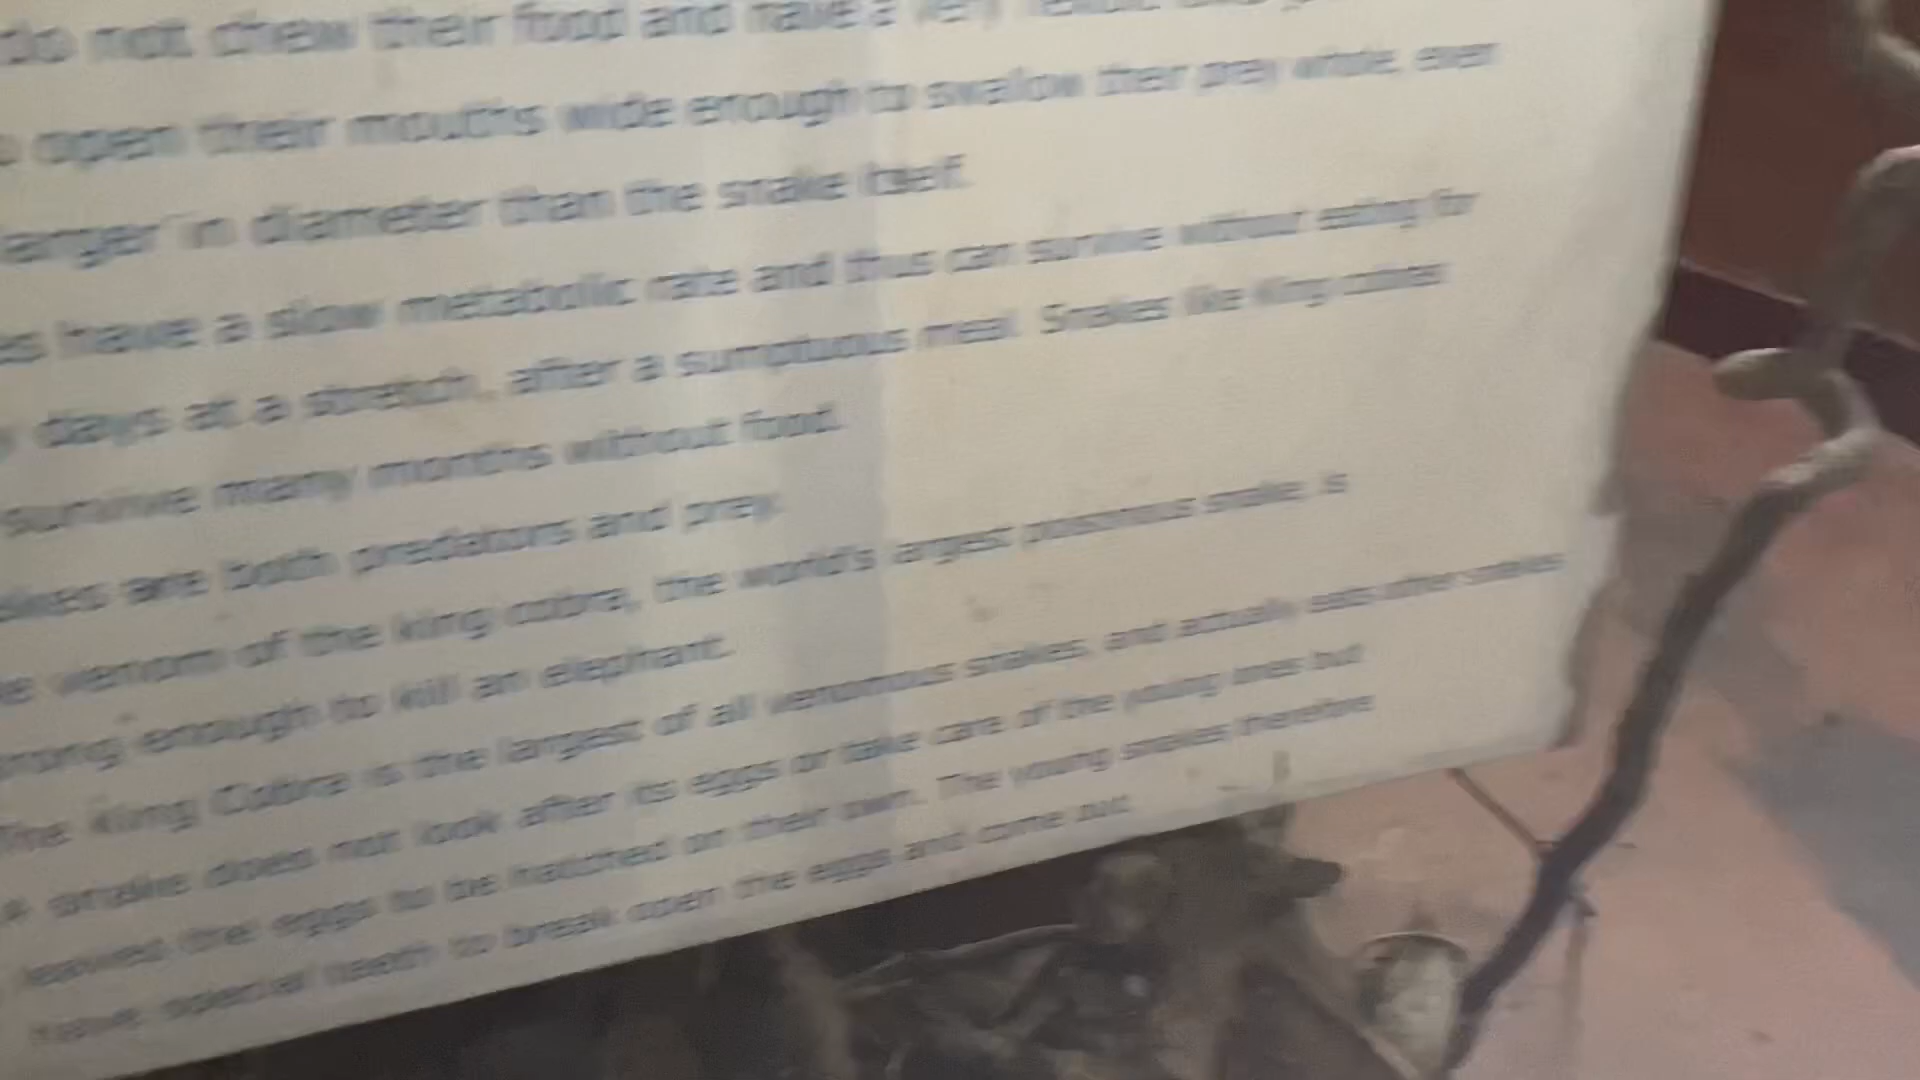 do not chew their food and have a very
open their mouths wide enough to swallow their prey whole, even
in diameter than the snake itself.
have a slow metabolic rate and thus can survive without eating for
days at a stretch, after a sumptuous meal. Snakes like King cobras
survive many months without food.
are both predators and prey.
venom of the king cobra, the world's largest poisonous snake, is
enough to kill an elephant.
The King Cobra is the largest of all venomous snakes, and actually eats other snakes
A snake does not look after its eggs or take care of the young ones but
leaves the eggs to be hatched on their own. The young snakes therefore
have special teeth to break open the eggs and come out.